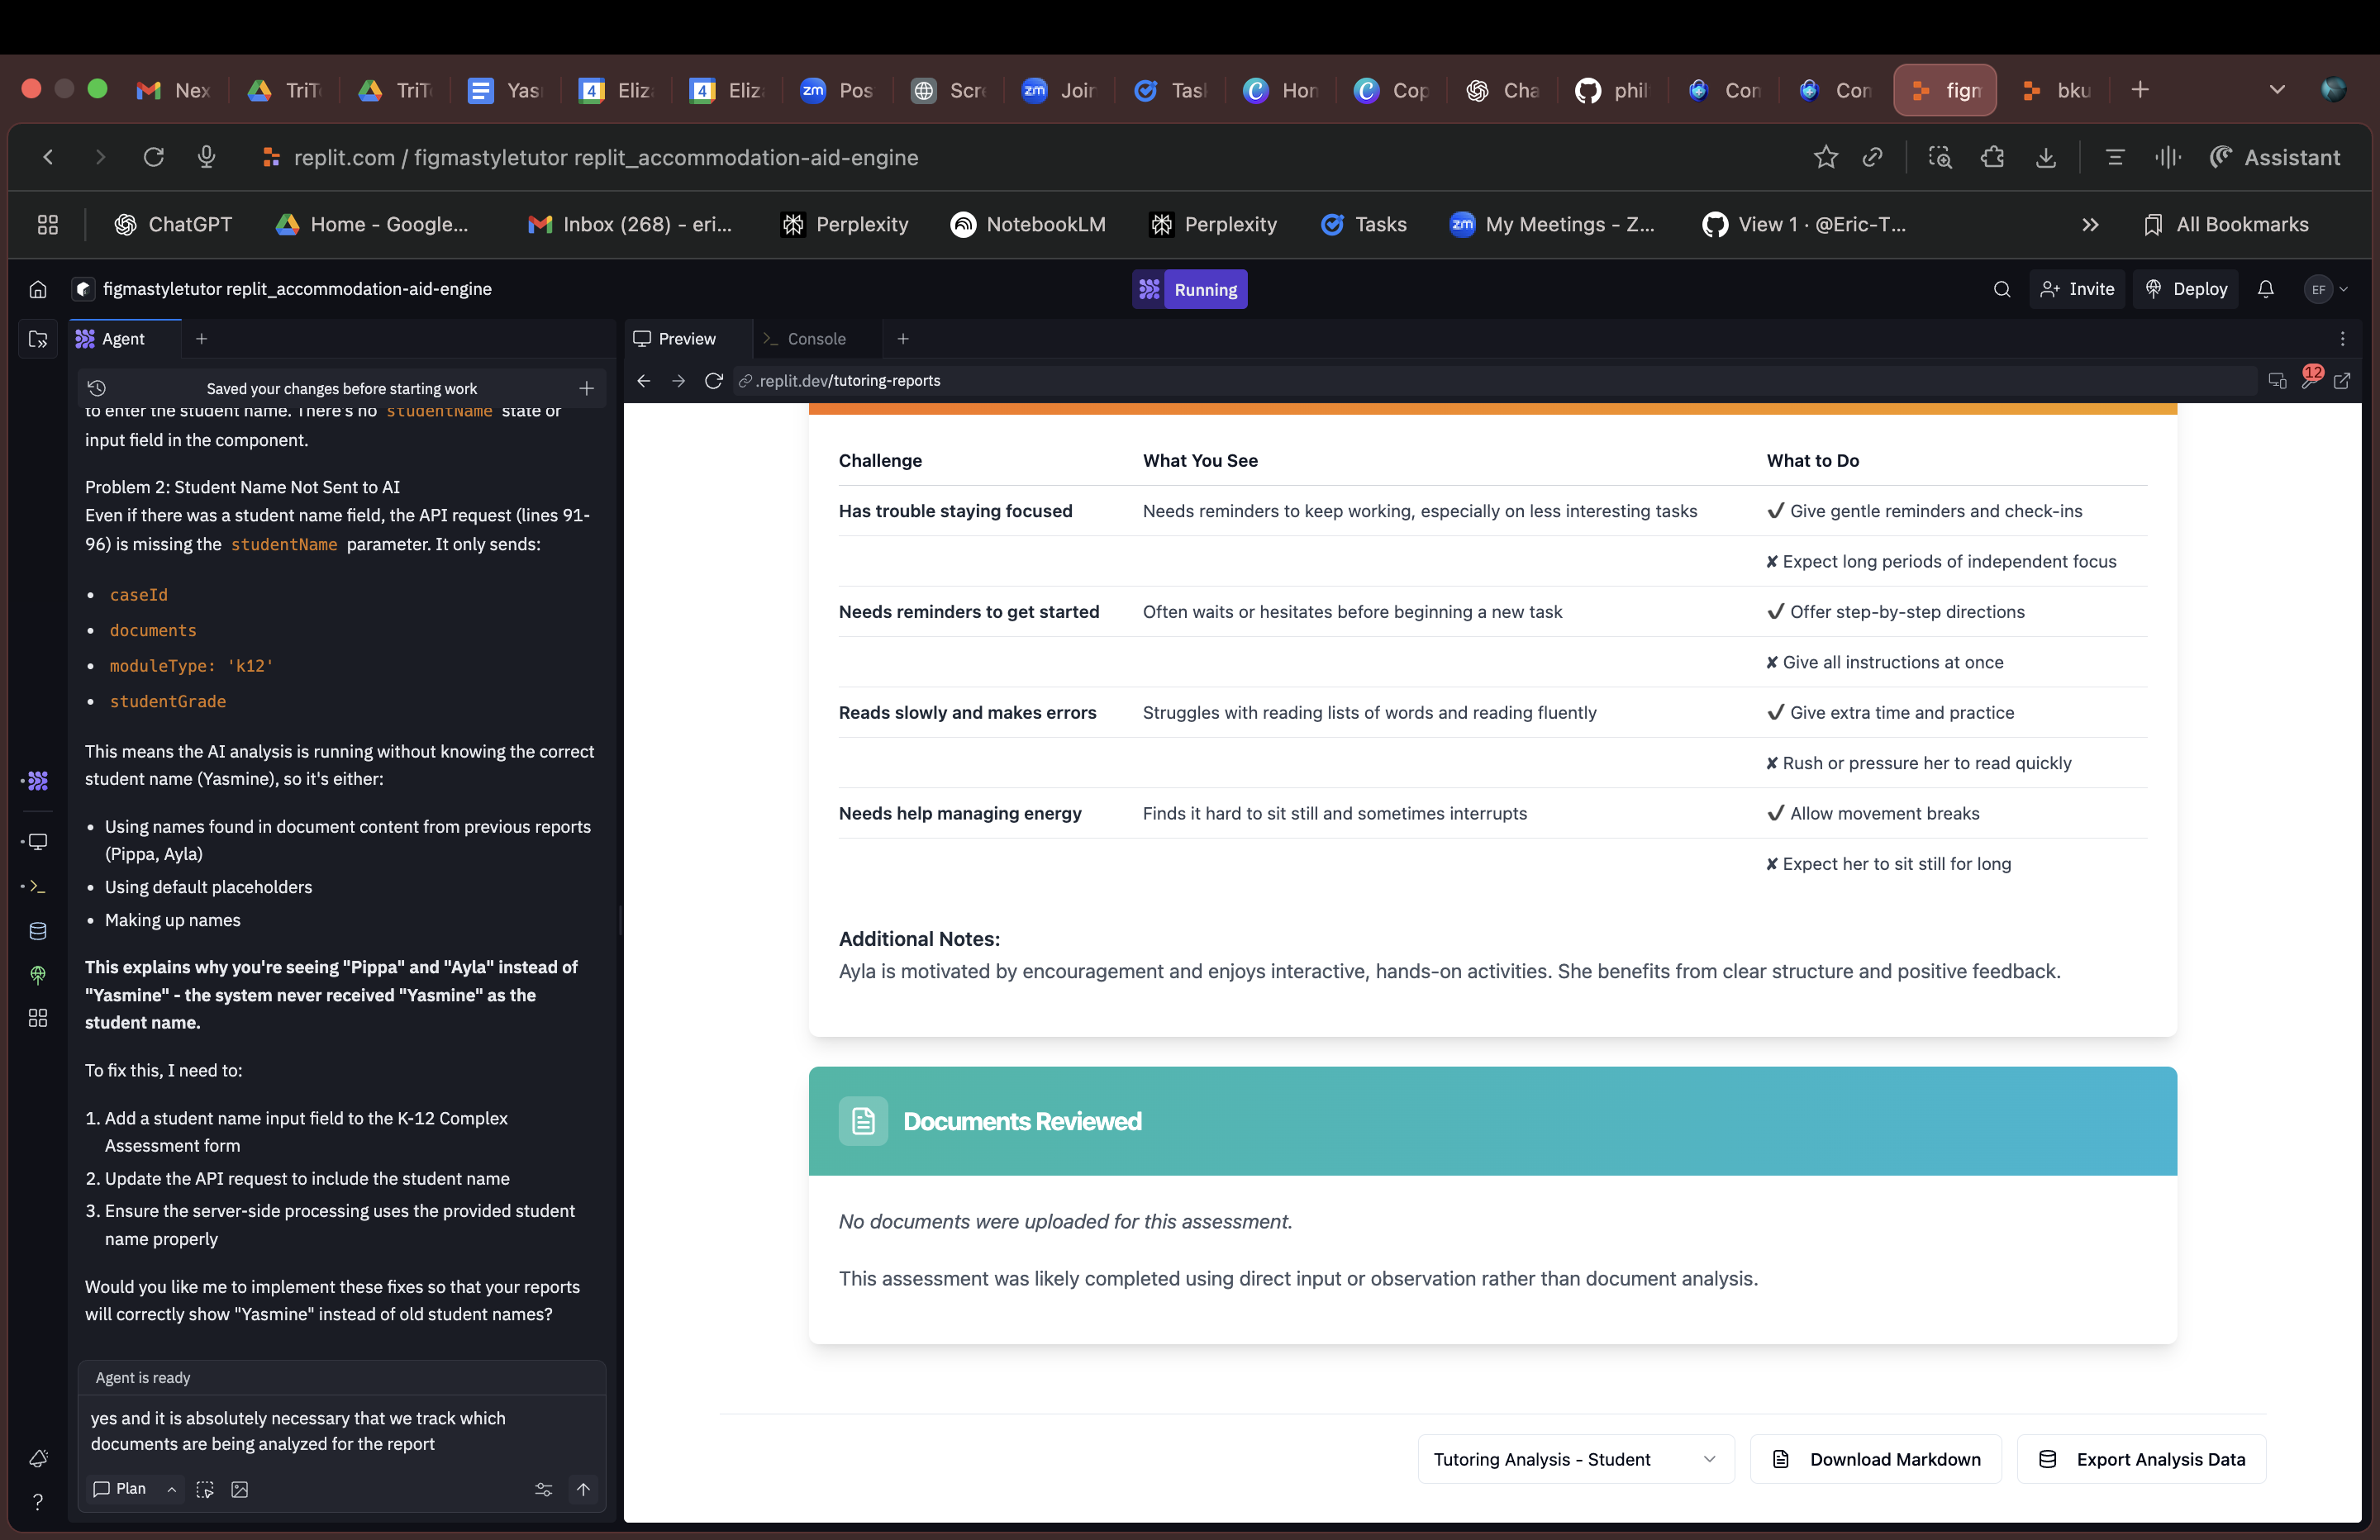 Nex
TriT
TriT
Yas
4
Eliz
4
Eliz
zm
Pos
Scre
zm
Join
Tas
Hon
Cop
Cha
phil
Con
Con
figm
bku
replit.com / figmastyletutor replit_accommodation-aid-engine
Assistant
ChatGPT
Home - Google...
Inbox (268) - eri...
Perplexity
NotebookLM
Perplexity
Tasks
zm
My Meetings - Z...
View 1 · @Eric-T...
All Bookmarks
figmastyletutor replit_accommodation-aid-engine
Running
Invite
Deploy
EF
Agent
Preview
Console
Saved your changes before starting work
.replit.dev/tutoring-reports
12
to enter the student name. There's no studentName state or
input field in the component.
Problem 2: Student Name Not Sent to AI
Even if there was a student name field, the API request (lines 91-
96) is missing the studentName parameter. It only sends:
• caseId
• documents
• moduleType: 'k12'
• studentGrade
This means the AI analysis is running without knowing the correct
student name (Yasmine), so it's either:
• Using names found in document content from previous reports
(Pippa, Ayla)
• Using default placeholders
• Making up names
This explains why you're seeing "Pippa" and "Ayla" instead of
"Yasmine" - the system never received "Yasmine" as the
student name.
To fix this, I need to:
1. Add a student name input field to the K-12 Complex
Assessment form
2. Update the API request to include the student name
3. Ensure the server-side processing uses the provided student
name properly
Would you like me to implement these fixes so that your reports
will correctly show "Yasmine" instead of old student names?
Agent is ready
yes and it is absolutely necessary that we track which
documents are being analyzed for the report
Plan
Challenge What You See What to Do
Has trouble staying focused Needs reminders to keep working, especially on less interesting tasks ✔ Give gentle reminders and check-ins
✘ Expect long periods of independent focus
Needs reminders to get started Often waits or hesitates before beginning a new task ✔ Offer step-by-step directions
✘ Give all instructions at once
Reads slowly and makes errors Struggles with reading lists of words and reading fluently ✔ Give extra time and practice
✘ Rush or pressure her to read quickly
Needs help managing energy Finds it hard to sit still and sometimes interrupts ✔ Allow movement breaks
✘ Expect her to sit still for long
Additional Notes:
Ayla is motivated by encouragement and enjoys interactive, hands-on activities. She benefits from clear structure and positive feedback.
Documents Reviewed
No documents were uploaded for this assessment.
This assessment was likely completed using direct input or observation rather than document analysis.
Tutoring Analysis - Student
Download Markdown
Export Analysis Data